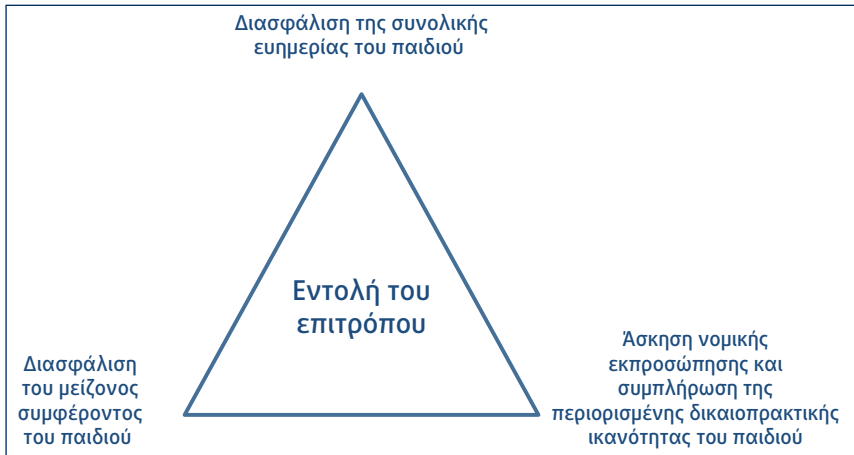 Διασφάλιση της συνολικής
ευημερίας του παιδιού
Εντολή του
επιτρόπου
Διασφάλιση
του μείζονος
συμφέροντος
του παιδιού
Άσκηση νομικής
εκπροσώπησης και
συμπλήρωση της
περιορισμένης δικαιοπρακτικής
ικανότητας του παιδιού